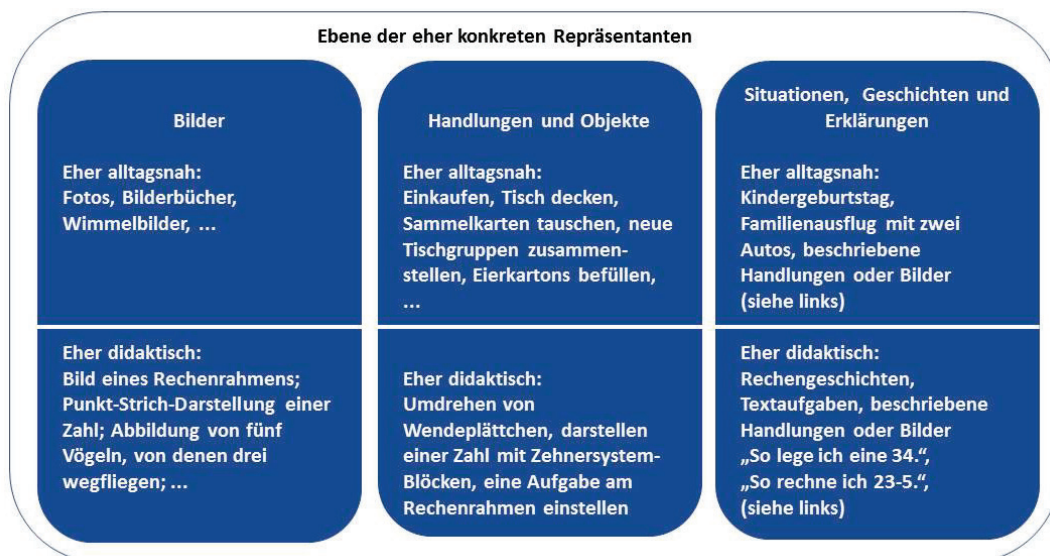 Ebene der eher konkreten Repräsentanten
Bilder
Eher alltagsnah:
Fotos, Bilderbücher,
Wimmelbilder, ...
Eher didaktisch:
Bild eines Rechenrahmens;
Punkt-Strich-Darstellung einer
Zahl; Abbildung von fünf
Vögeln, von denen drei
wegfliegen; ...
Handlungen und Objekte
Eher alltagsnah:
Einkaufen, Tisch decken,
Sammelkarten tauschen, neue
Tischgruppen zusammen-
stellen, Eierkartons befüllen,
...
Eher didaktisch:
Umdrehen von
Wendeplättchen, darstellen
einer Zahl mit Zehnersystem-
Blöcken, eine Aufgabe am
Rechenrahmen einstellen
Situationen, Geschichten und
Erklärungen
Eher alltagsnah:
Kindergeburtstag,
Familienausflug mit zwei
Autos, beschriebene
Handlungen oder Bilder
(siehe links)
Eher didaktisch:
Rechengeschichten,
Textaufgaben, beschriebene
Handlungen oder Bilder
„So lege ich eine 34.“,
„So rechne ich 23-5.“,
(siehe links)